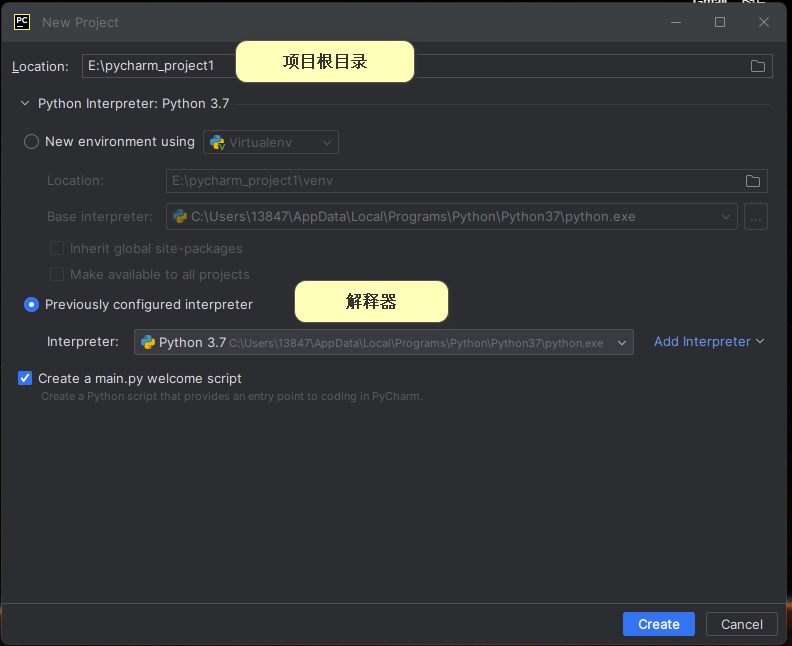 PC New Project
Location: E:\pycharm_project1 项目根目录
Python Interpreter: Python 3.7
New environment using Virtualenv
Location: E:\pycharm_project1\venv
Base interpreter: C:\Users\13847\AppData\Local\Programs\Python\Python37\python.exe ...
Inherit global site-packages
Make available to all projects
Previously configured interpreter 解释器
Interpreter: Python 3.7 C:\Users\13847\AppData\Local\Programs\Python\Python37\python.exe Add Interpreter
Create a main.py welcome script
Create a Python script that provides an entry point to coding in PyCharm.
Create Cancel